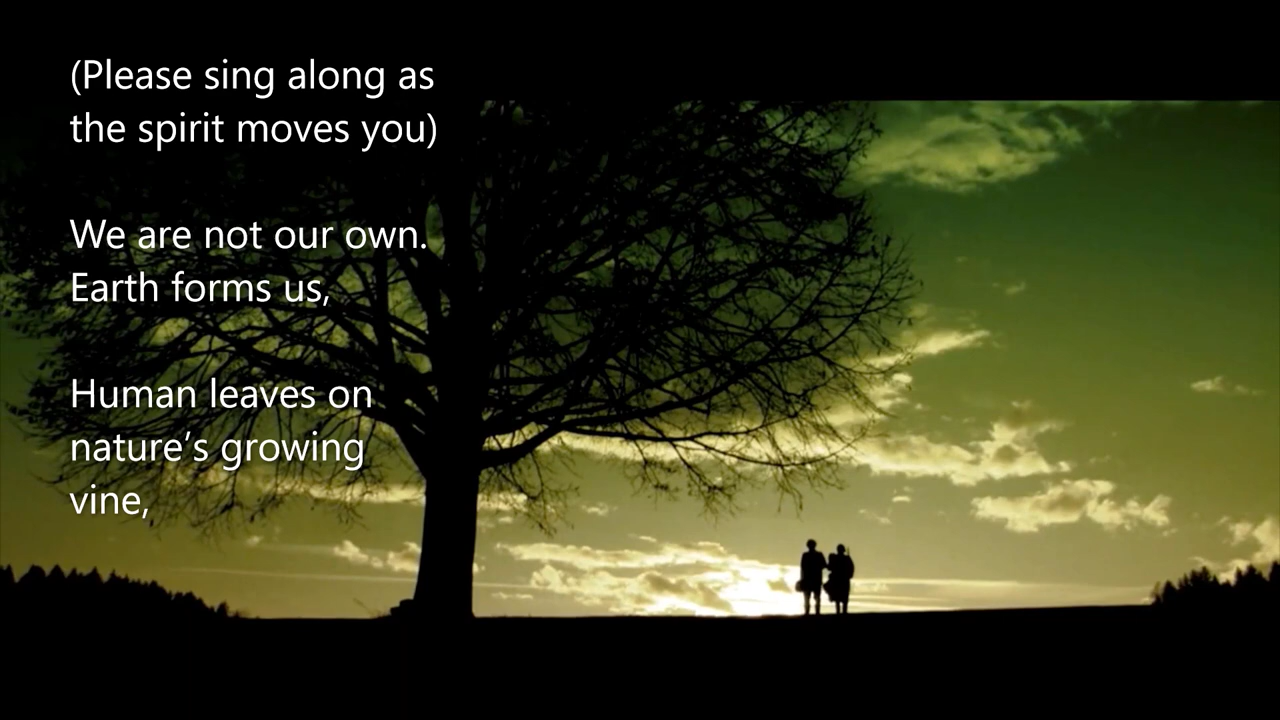 (Please sing along as
the spirit moves you)
We are not our own.
Earth forms us,
Human leaves on
nature’s growing
vine,